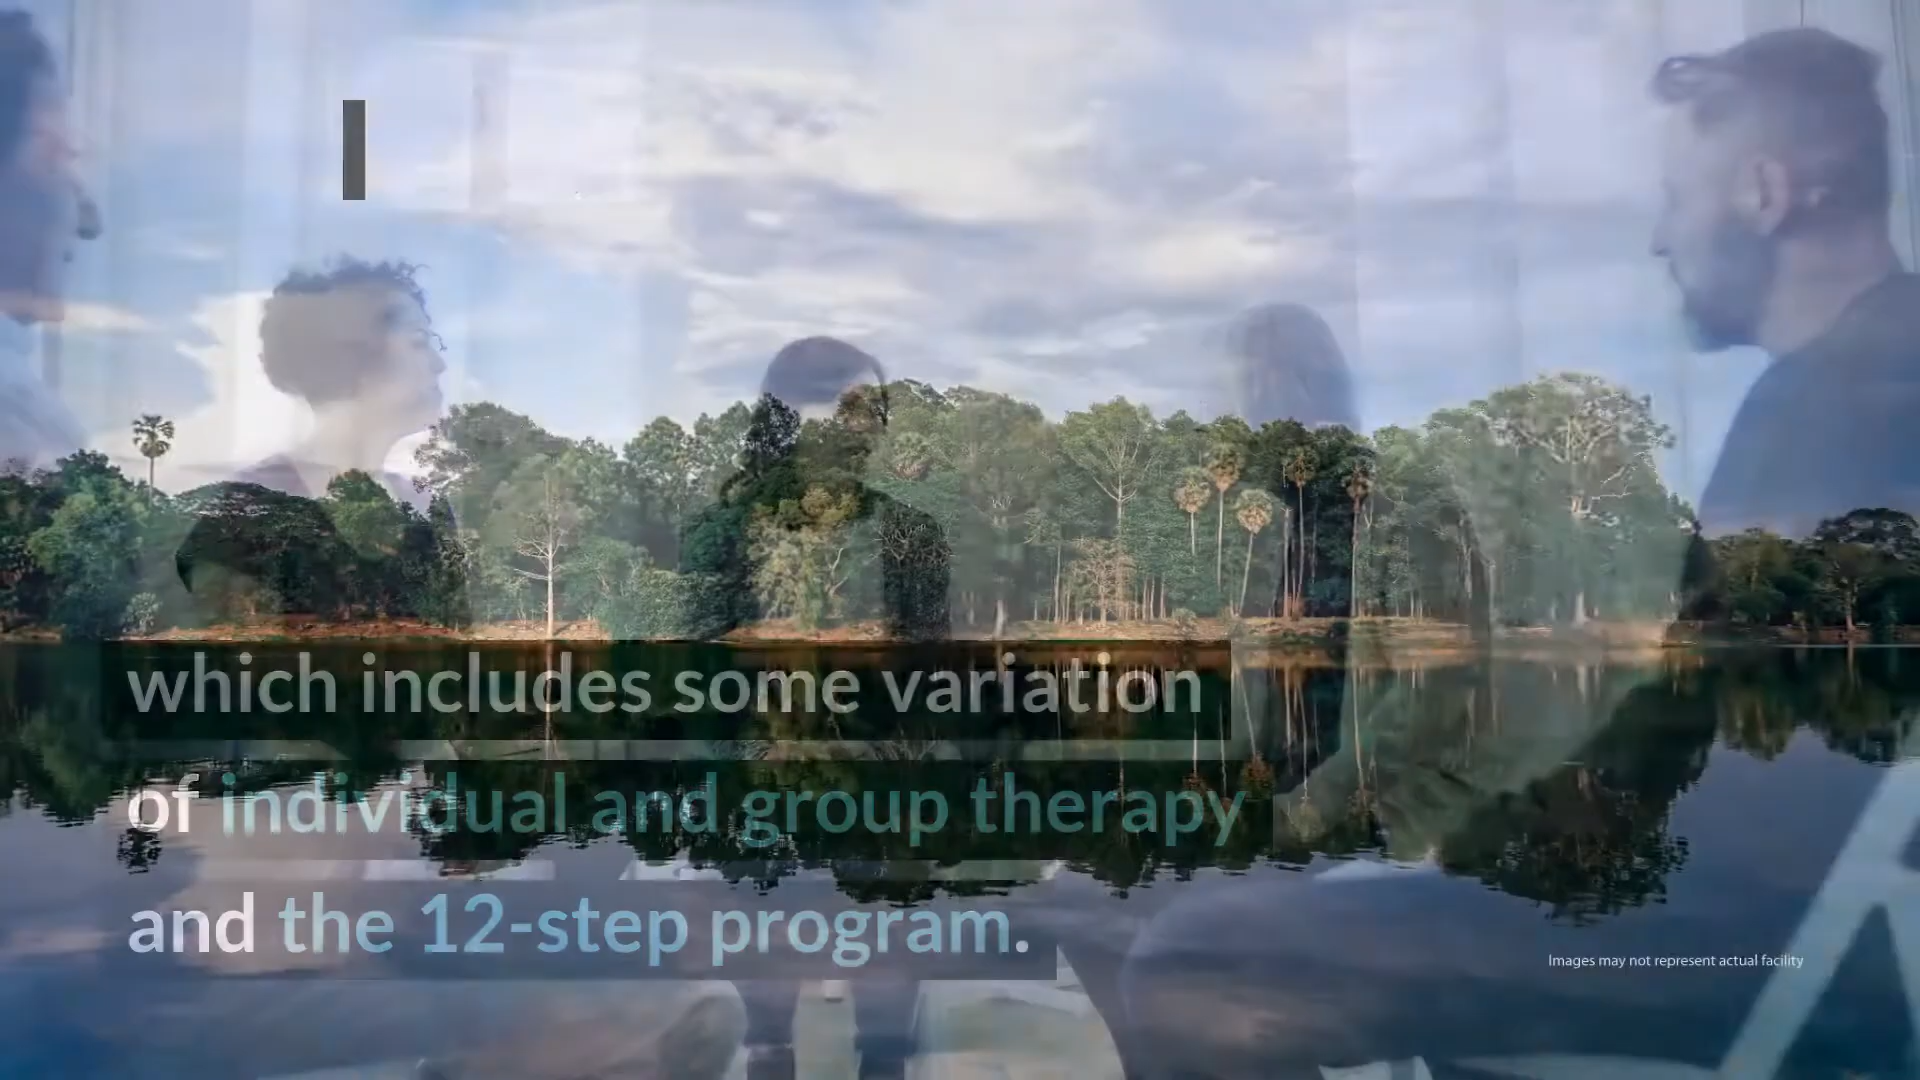 which includes some variation
of individual and group therapy
and the 12-step program.
Images may not represent actual facility